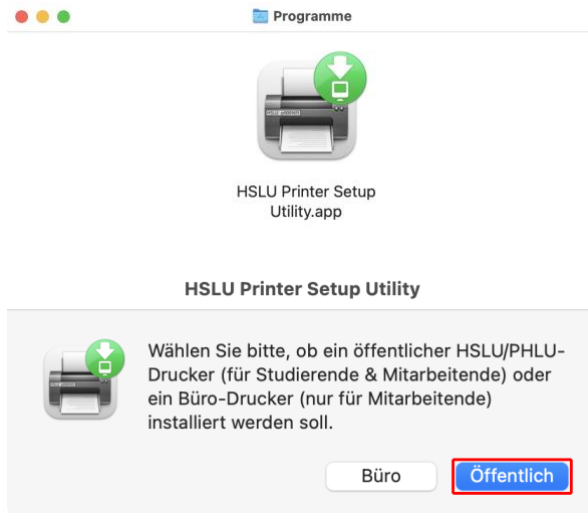 Programme
HSLU Printer Setup
Utility.app
HSLU Printer Setup Utility
Wählen Sie bitte, ob ein öffentlicher HSLU/PHLU-
Drucker (für Studierende & Mitarbeitende) oder
ein Büro-Drucker (nur für Mitarbeitende)
installiert werden soll.
Büro
Öffentlich